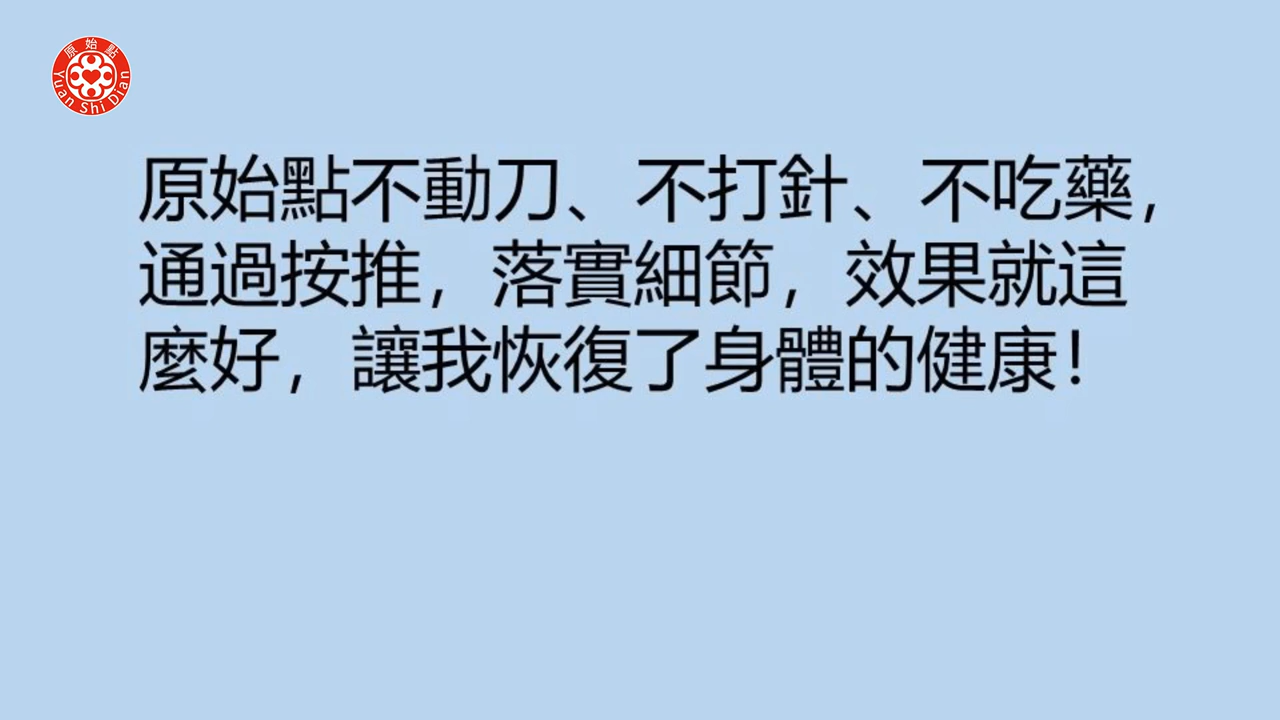 原始點
Yuan Shi Dian
原始點不動刀、不打針、不吃藥,
通過按推,落實細節,效果就這
麼好,讓我恢復了身體的健康!